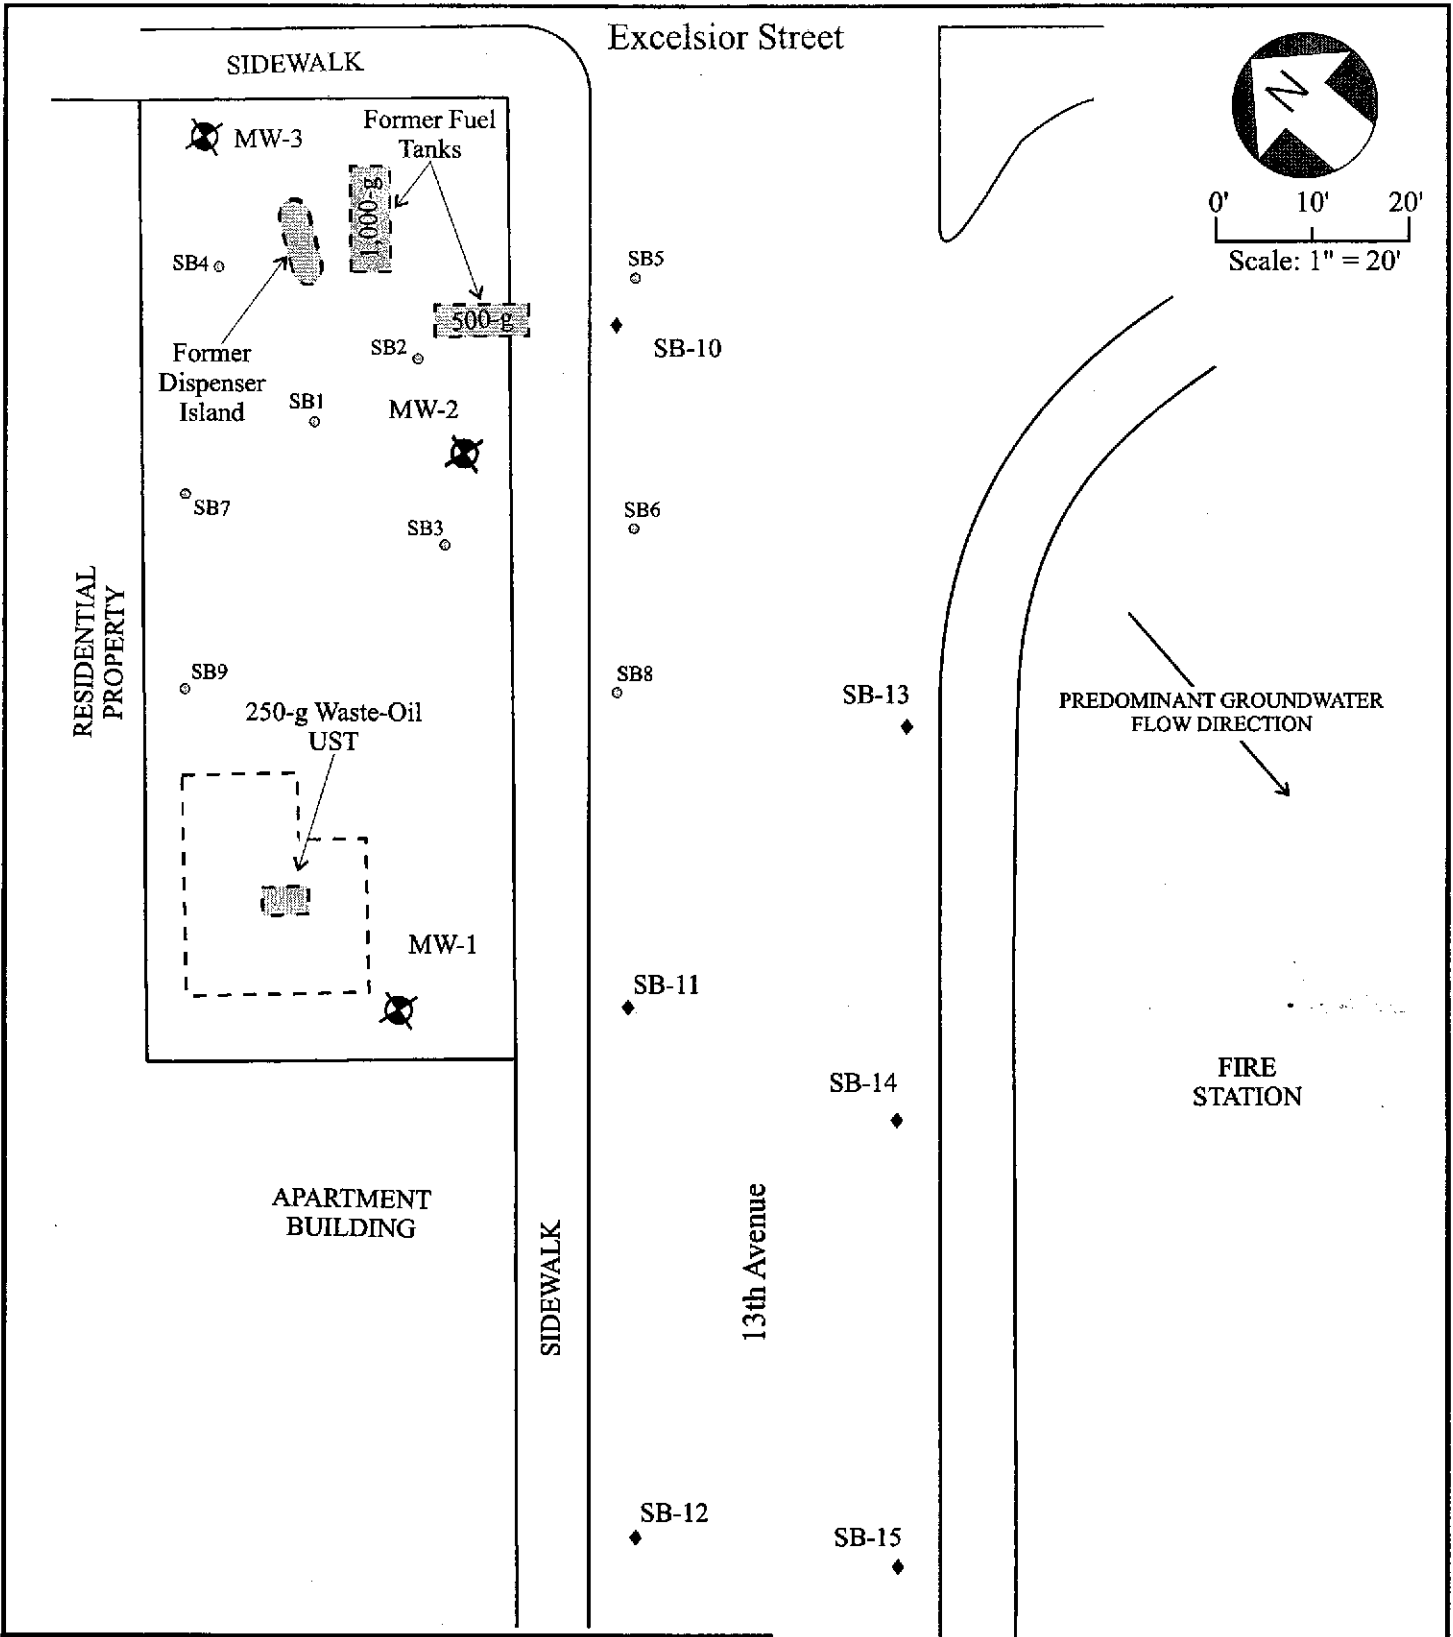 Excelsior Street
SIDEWALK
N
MW-3
Former Fuel
Tanks
1,000-g
0' 10' 20'
Scale: 1" = 20'
SB4
SB5
500-g
SB-10
SB2
Former
Dispenser
Island
SB1
MW-2
SB7
SB6
SB3
RESIDENTIAL
PROPERTY
SB9
SB8
SB-13
PREDOMINANT GROUNDWATER
FLOW DIRECTION
250-g Waste-Oil
UST
MW-1
SB-11
SB-14
FIRE
STATION
APARTMENT
BUILDING
SIDEWALK
13th Avenue
SB-12
SB-15